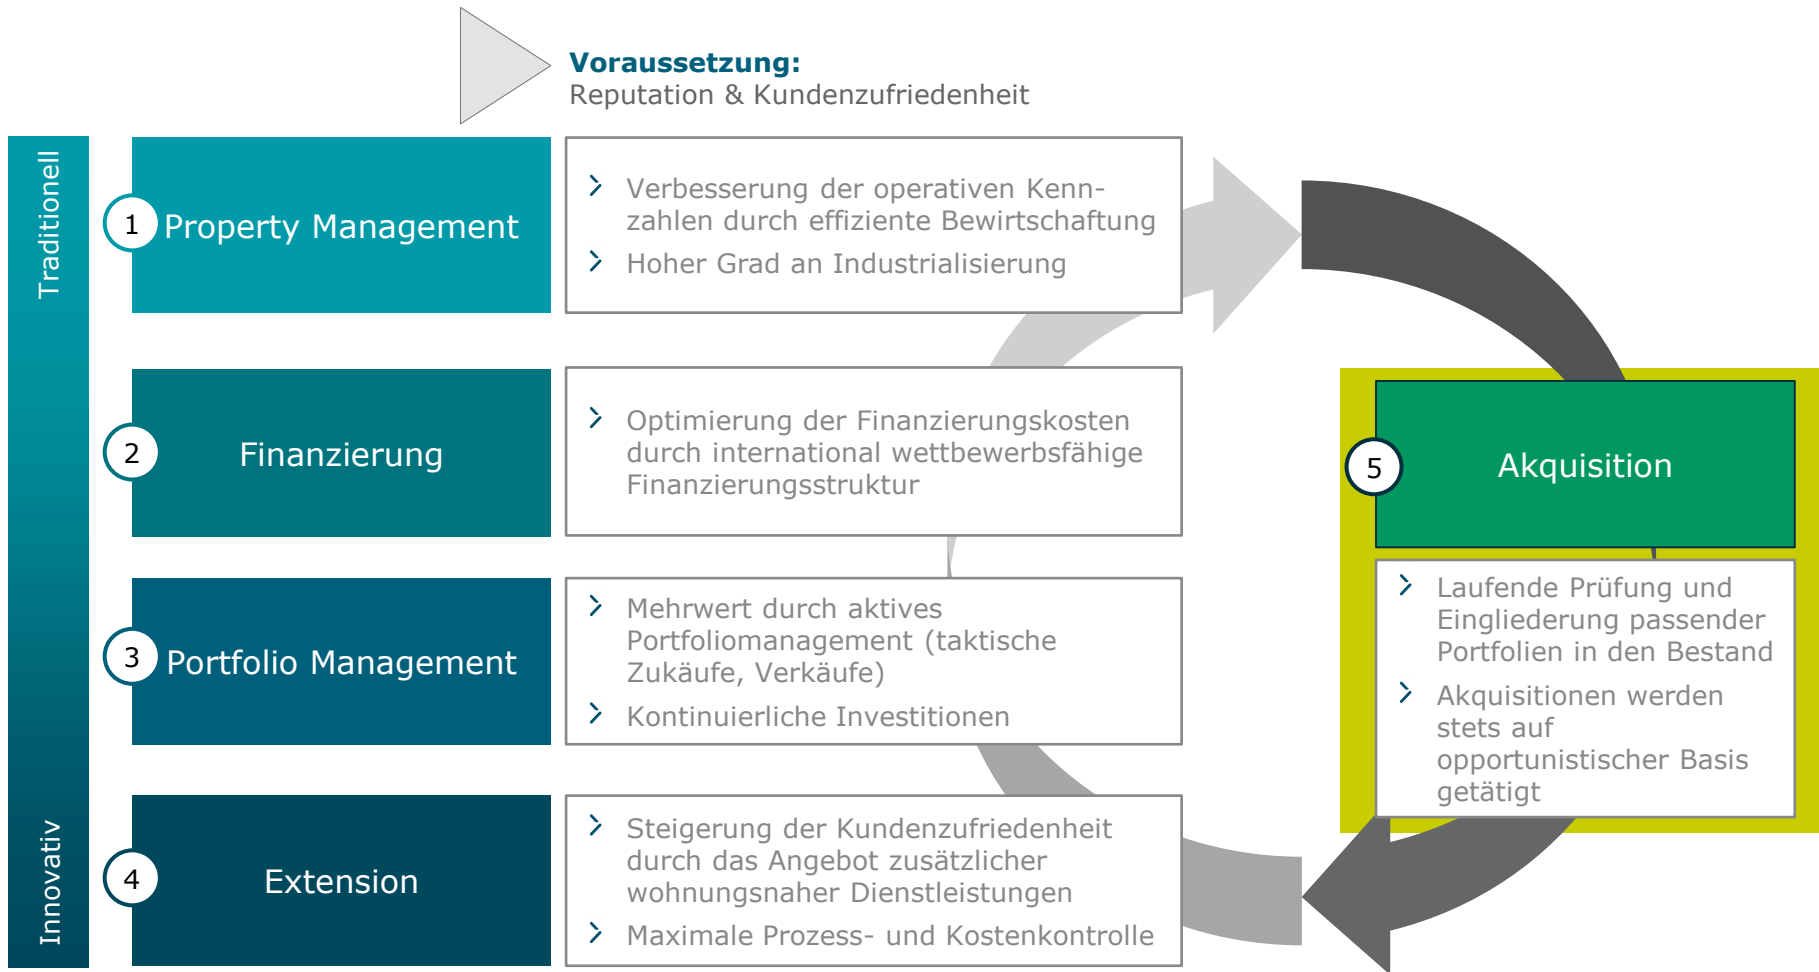 Voraussetzung:
Reputation & Kundenzufriedenheit
Traditionell
Innovativ
1
Property Management
Verbesserung der operativen Kenn-
zahlen durch effiziente Bewirtschaftung
Hoher Grad an Industrialisierung
2
Finanzierung
Optimierung der Finanzierungskosten
durch international wettbewerbsfähige
Finanzierungsstruktur
3
Portfolio Management
Mehrwert durch aktives
Portfoliomanagement (taktische
Zukäufe, Verkäufe)
Kontinuierliche Investitionen
4
Extension
Steigerung der Kundenzufriedenheit
durch das Angebot zusätzlicher
wohnungsnaher Dienstleistungen
Maximale Prozess- und Kostenkontrolle
5
Akquisition
Laufende Prüfung und
Eingliederung passender
Portfolien in den Bestand
Akquisitionen werden
stets auf
opportunistischer Basis
getätigt